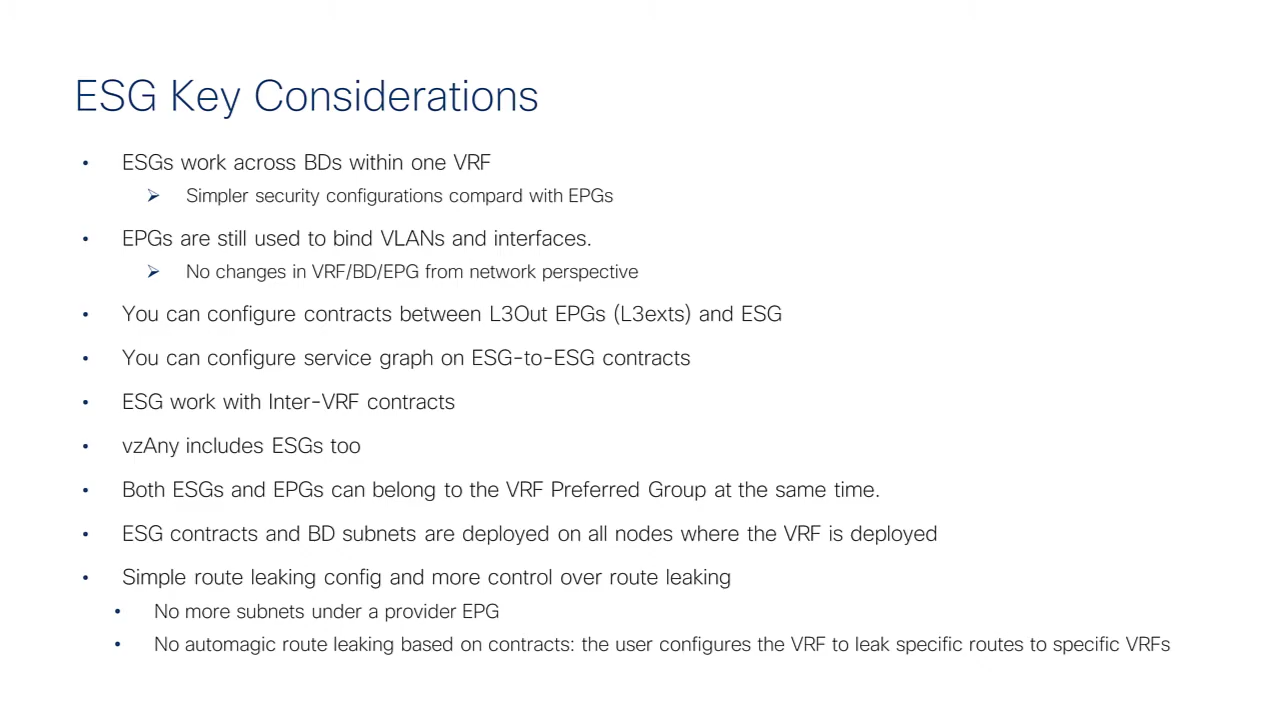 ESG Key Considerations
• ESGs work across BDs within one VRF
➢ Simpler security configurations compard with EPGs
• EPGs are still used to bind VLANs and interfaces.
➢ No changes in VRF/BD/EPG from network perspective
• You can configure contracts between L3Out EPGs (L3exts) and ESG
• You can configure service graph on ESG-to-ESG contracts
• ESG work with Inter-VRF contracts
• vzAny includes ESGs too
• Both ESGs and EPGs can belong to the VRF Preferred Group at the same time.
• ESG contracts and BD subnets are deployed on all nodes where the VRF is deployed
• Simple route leaking config and more control over route leaking
• No more subnets under a provider EPG
• No automagic route leaking based on contracts: the user configures the VRF to leak specific routes to specific VRFs